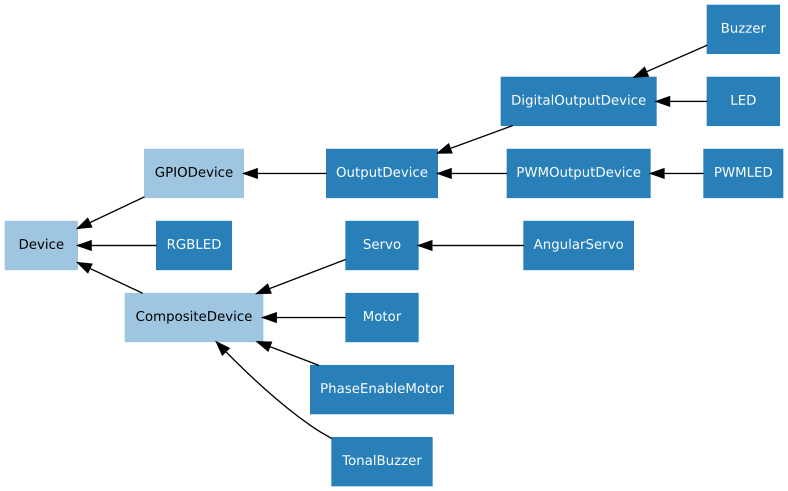 Buzzer
DigitalOutputDevice
LED
GPIODevice
OutputDevice
PWMOutputDevice
PWMLED
Device
RGBLED
Servo
AngularServo
CompositeDevice
Motor
PhaseEnableMotor
TonalBuzzer